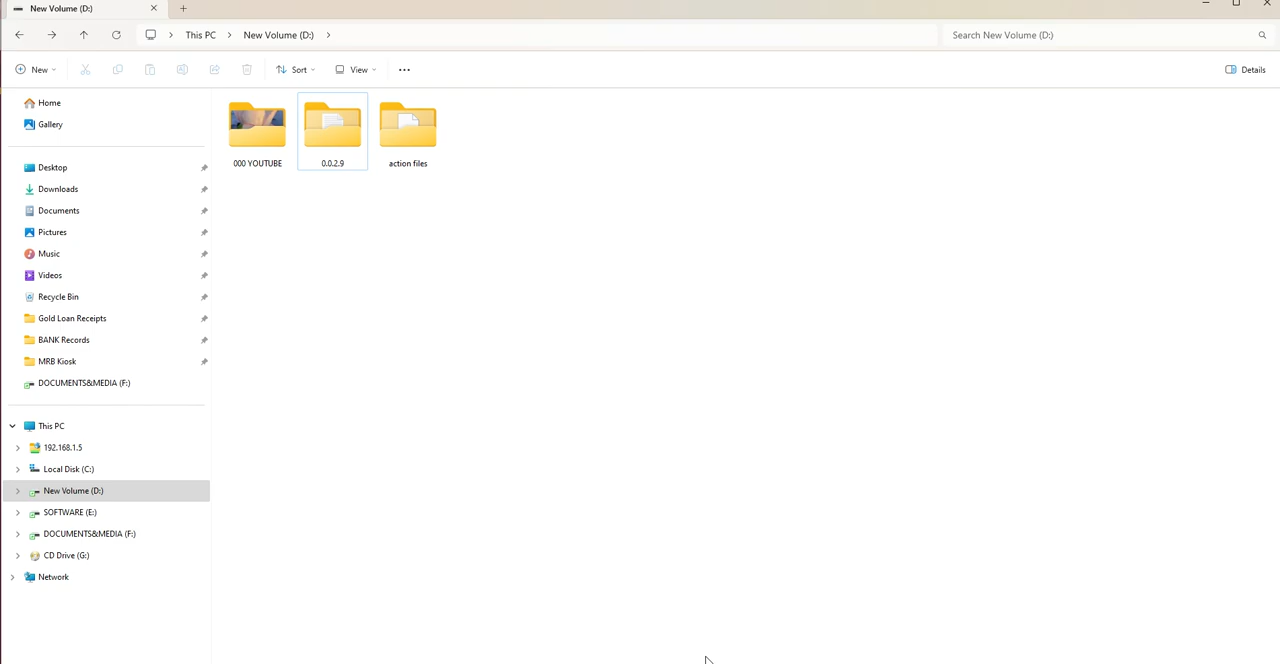 New Volume (D:)
This PC
New Volume (D:)
Search New Volume (D:)
New
Sort
View
Details
Home
Gallery
Desktop
Downloads
Documents
Pictures
Music
Videos
Recycle Bin
Gold Loan Receipts
BANK Records
MRB Kiosk
DOCUMENTS&MEDIA (F:)
This PC
192.168.1.5
Local Disk (C:)
New Volume (D:)
SOFTWARE (E:)
DOCUMENTS&MEDIA (F:)
CD Drive (G:)
Network
000 YOUTUBE
0.0.2.9
action files